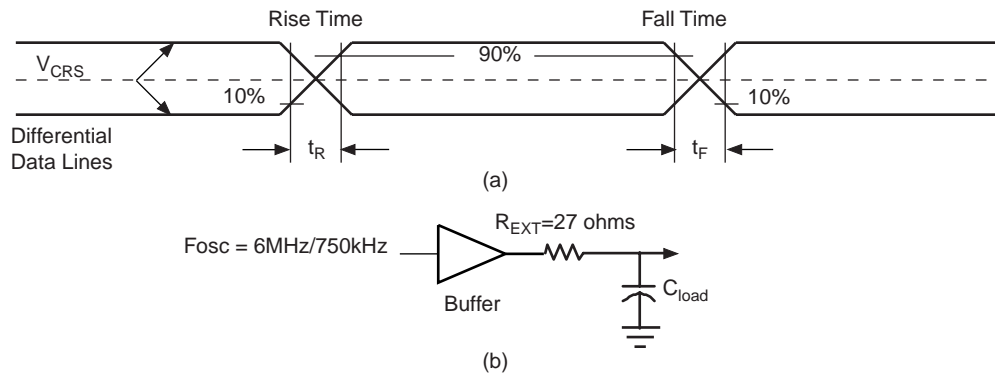 Rise Time
Fall Time
V_CRS
90%
10%
10%
Differential
Data Lines
t_R
t_F
(a)
R_EXT=27 ohms
Fosc = 6MHz/750kHz
Buffer
C_load
(b)